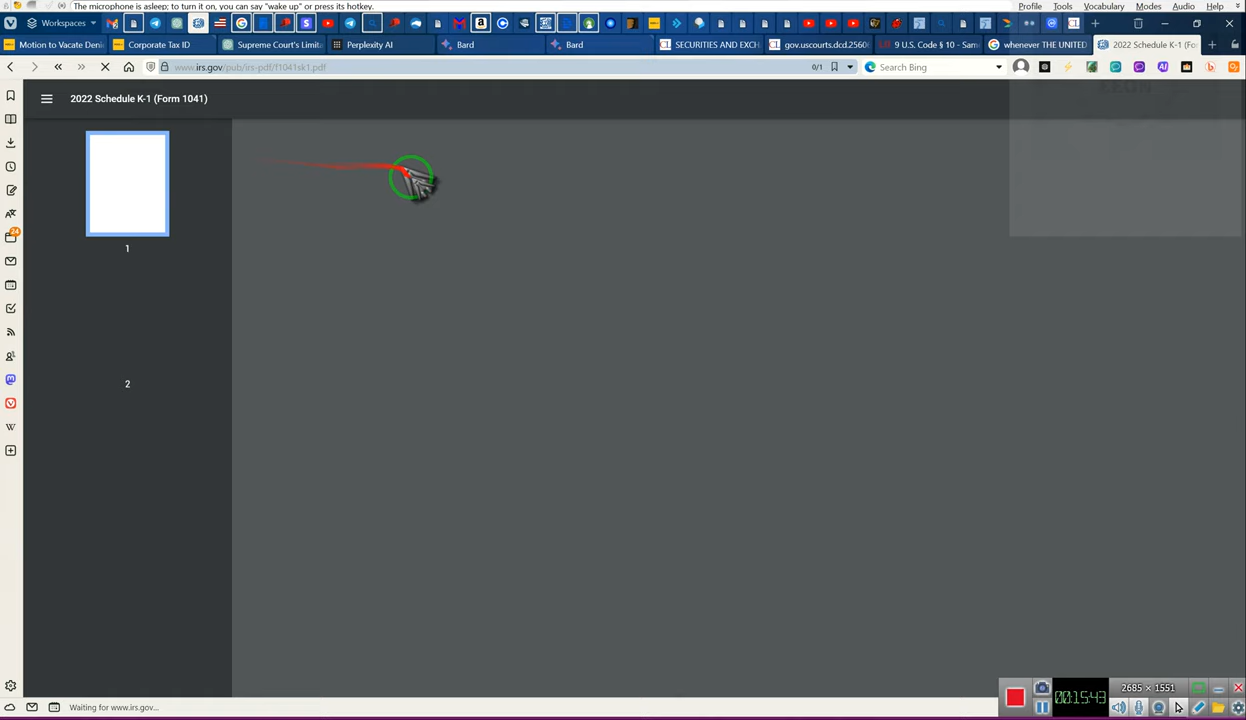 The microphone is asleep; to turn it on, you can say "wake up" or press its hotkey.
Profile Tools Vocabulary Modes Audio Help
Workspaces
Motion to Vacate Deni Corporate Tax ID Supreme Court's Limita Perplexity AI Bard Bard SECURITIES AND EXCH gov.uscourts.dcd.2560 9 U.S. Code § 10 - Sam whenever THE UNITED 2022 Schedule K-1 (Fo
www.irs.gov/pub/irs-pdf/f1041sk1.pdf 0/1 Search Bing
2022 Schedule K-1 (Form 1041)
24
1
2
Waiting for www.irs.gov...
2685 × 1551
00:15:43